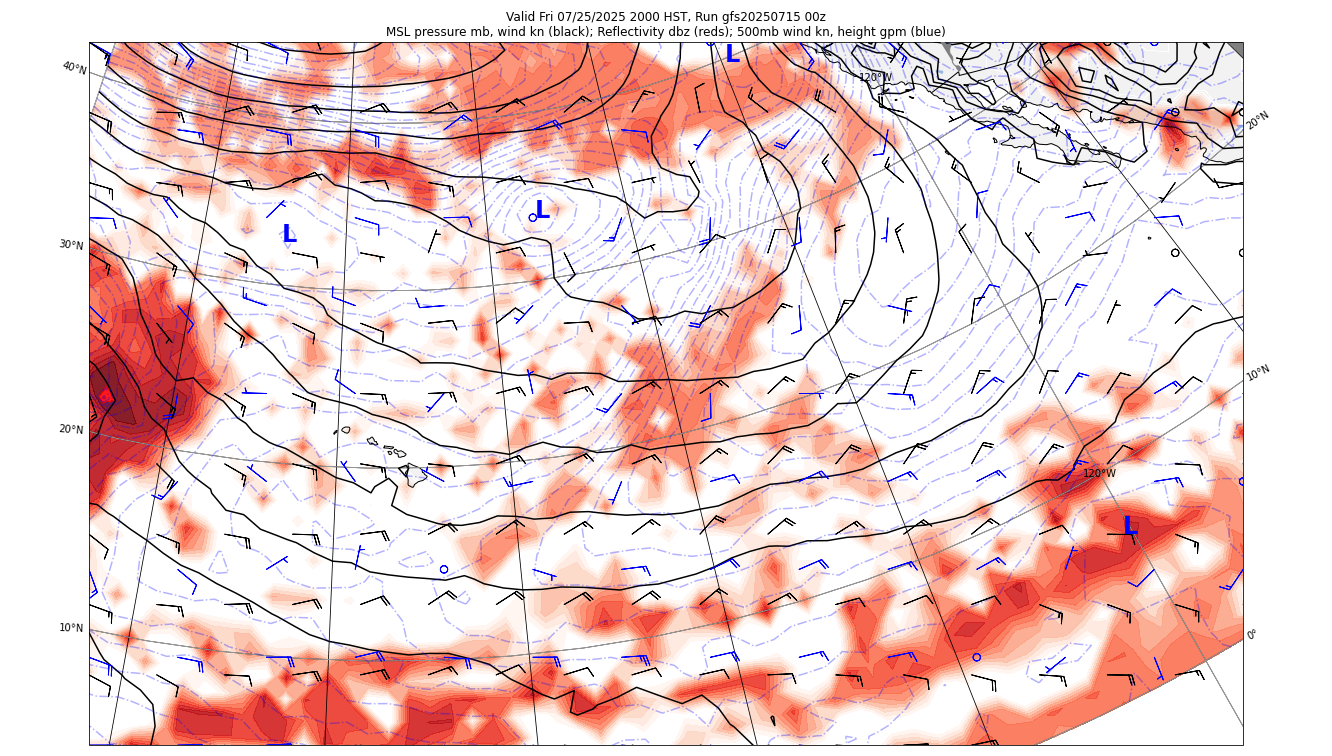 Valid Fri 07/25/2025 2000 HST, Run gfs20250715 00z
MSL pressure mb, wind kn (black); Reflectivity dbz (reds); 500mb wind kn, height gpm (blue)
L
40°N
120°W
20°N
L
L
30°N
10°N
20°N
120°W
L
10°N
0°